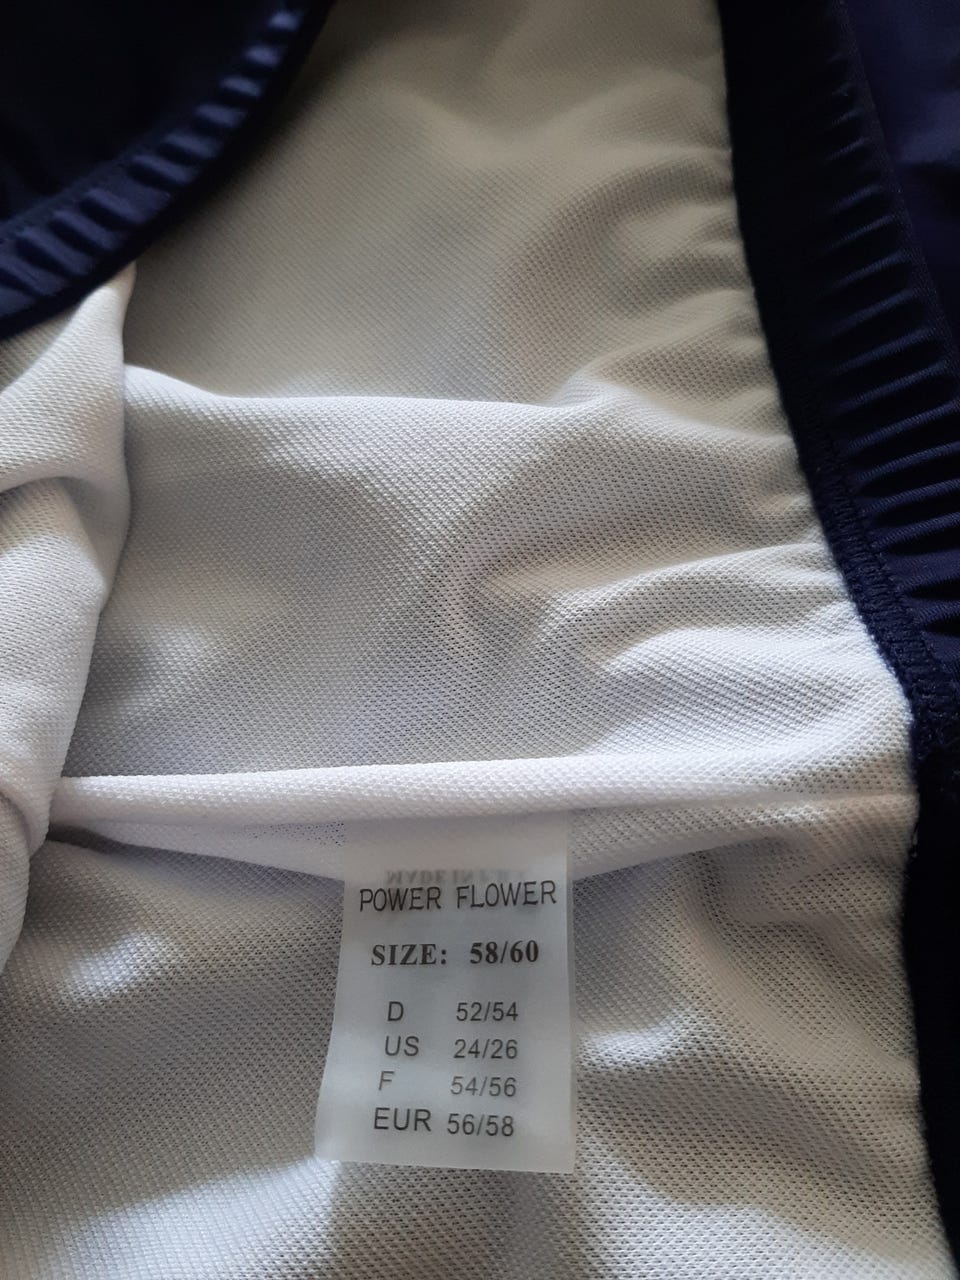 POWER FLOWER
SIZE: 58/60
D 52/54
US 24/26
F 54/56
EUR 56/58